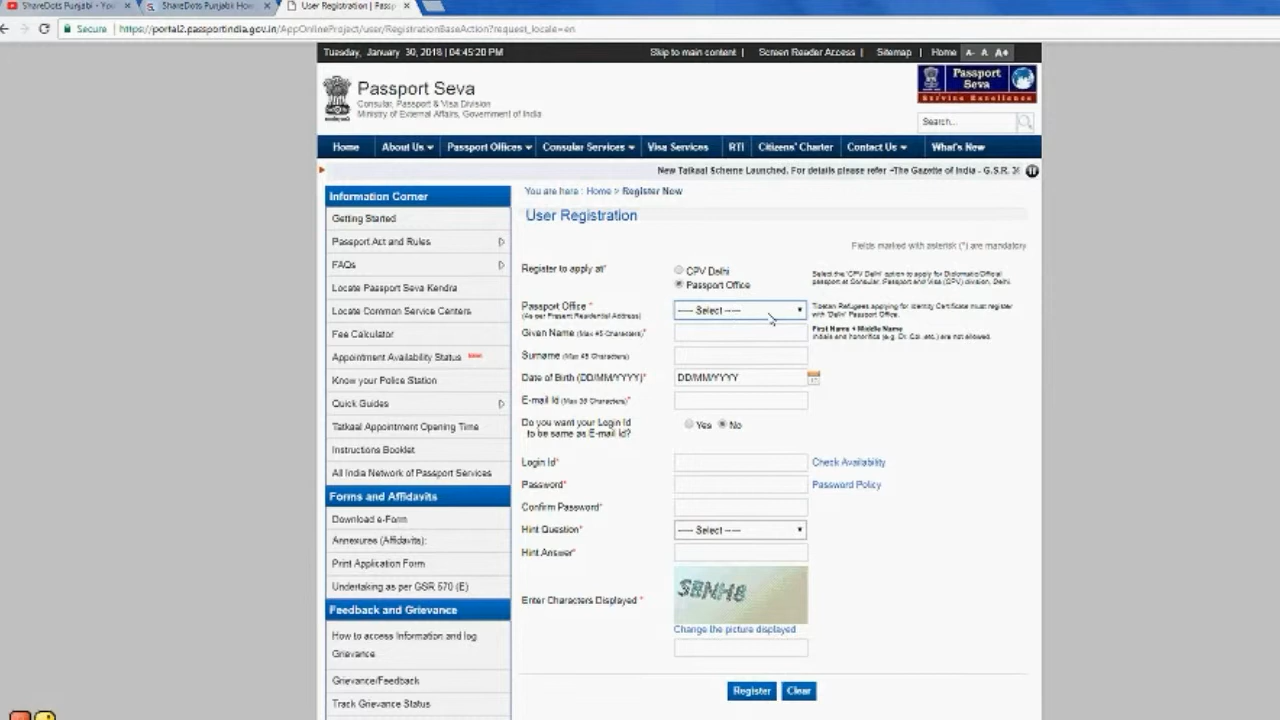 ShareDots Punjabi - You
ShareDots Punjabi Hom
User Registration | Passp
Secure
https://portal2.passportindia.gov.in/AppOnlineProject/user/RegistrationBaseAction?request_locale=en
Tuesday, January 30, 2018 | 04:45:20 PM
Skip to main content | Screen Reader Access | Sitemap | Home A- A A+
Passport Seva
Consular, Passport & Visa Division
Ministry of External Affairs, Government of India
Passport
Seva
Service Excellence
Search...
Home About Us Passport Offices Consular Services Visa Services RTI Citizens' Charter Contact Us What's New
New Tatkaal Scheme Launched. For details please refer -The Gazette of India - G.S.R.
Information Corner
Getting Started
Passport Act and Rules
FAQs
Locate Passport Seva Kendra
Locate Common Service Centers
Fee Calculator
Appointment Availability Status
Know your Police Station
Quick Guides
Tatkaal Appointment Opening Time
Instructions Booklet
All India Network of Passport Services
Forms and Affidavits
Download e-Form
Annexures (Affidavits):
Print Application Form
Undertaking as per GSR 570 (E)
Feedback and Grievance
How to access Information and log
Grievance
Grievance/Feedback
Track Grievance Status
You are here : Home > Register Now
User Registration
Fields marked with asterisk (*) are mandatory
Register to apply at*
CPV Delhi
Passport Office
Select the 'CPV Delhi' option to apply for Diplomatic/Official
passport at Consular, Passport and Visa (CPV) division, Delhi.
Passport Office *
(As per Present Residential Address)
---- Select ----
Tibetan Refugees applying for Identity Certificate must register
with 'Delhi' Passport Office.
Given Name (Max 45 Characters)*
First Name + Middle Name
Initials and honorifics (e.g. Dr. Col. etc.) are not allowed.
Surname (Max 45 Characters)
Date of Birth (DD/MM/YYYY)*
DD/MM/YYYY
E-mail Id (Max 35 Characters)*
Do you want your Login Id
to be same as E-mail Id?
Yes No
Login Id*
Check Availability
Password*
Password Policy
Confirm Password*
Hint Question*
---- Select ----
Hint Answer*
Enter Characters Displayed *
Change the picture displayed
Register Clear